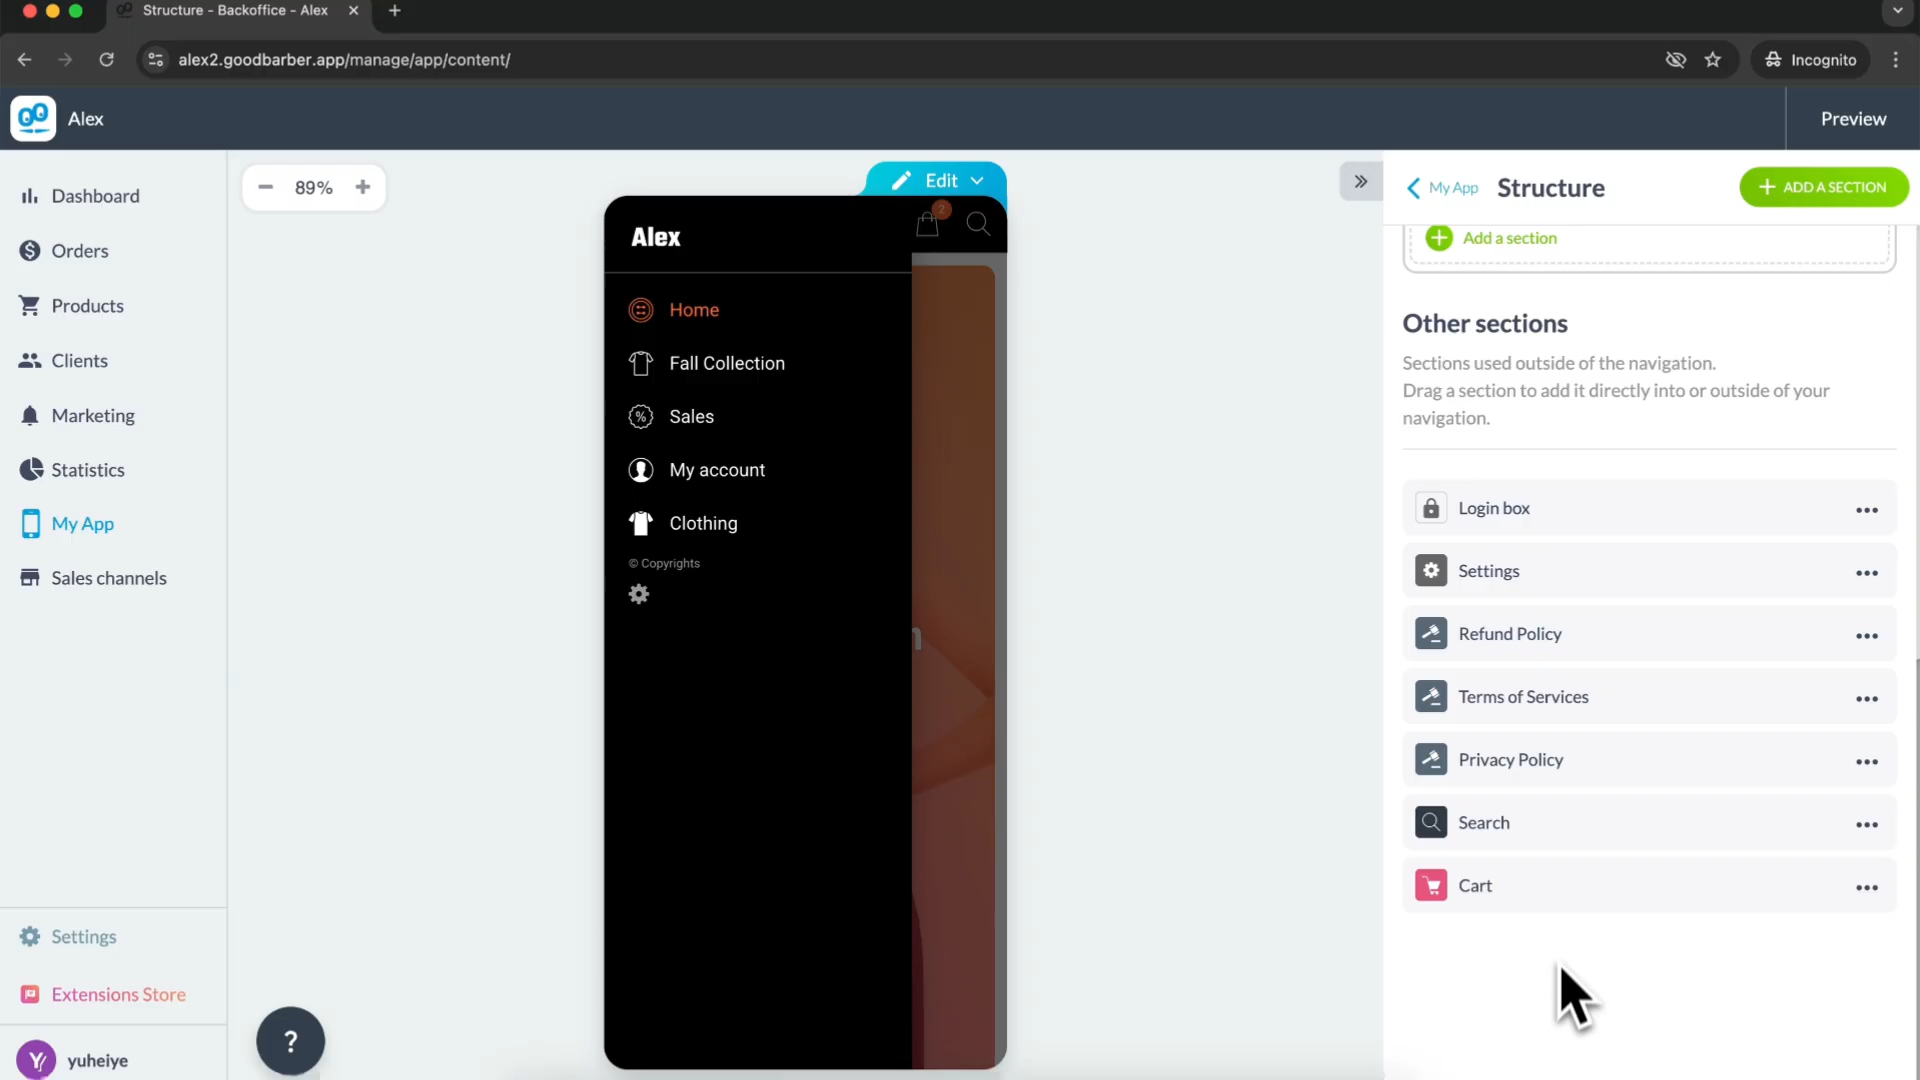 Structure - Backoffice - Alex
alex2.goodbarber.app/manage/app/content/
Incognito
Alex
Preview
Dashboard
Orders
Products
Clients
Marketing
Statistics
My App
Sales channels
Settings
Extensions Store
Y
yuheiye
89%
Edit
Alex
2
Home
Fall Collection
Sales
My account
Clothing
© Copyrights
n
?
My App
Structure
+ ADD A SECTION
Add a section
Other sections
Sections used outside of the navigation.
Drag a section to add it directly into or outside of your
navigation.
Login box
Settings
Refund Policy
Terms of Services
Privacy Policy
Search
Cart